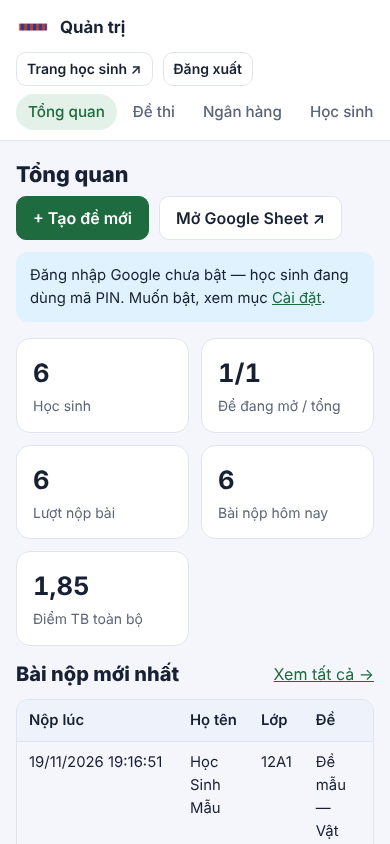 Quản trị
Trang học sinh ↗ Đăng xuất
Tổng quan Đề thi Ngân hàng Học sinh
Tổng quan
+ Tạo đề mới Mở Google Sheet ↗
Đăng nhập Google chưa bật — học sinh đang
dùng mã PIN. Muốn bật, xem mục Cài đặt.
6 1/1
Học sinh Đề đang mở / tổng
6 6
Lượt nộp bài Bài nộp hôm nay
1,85
Điểm TB toàn bộ
Bài nộp mới nhất Xem tất cả →
Nộp lúc Họ tên Lớp Đề
19/11/2026 19:16:51 Học 12A1 Đề
Sinh mẫu
Mẫu —
Vật